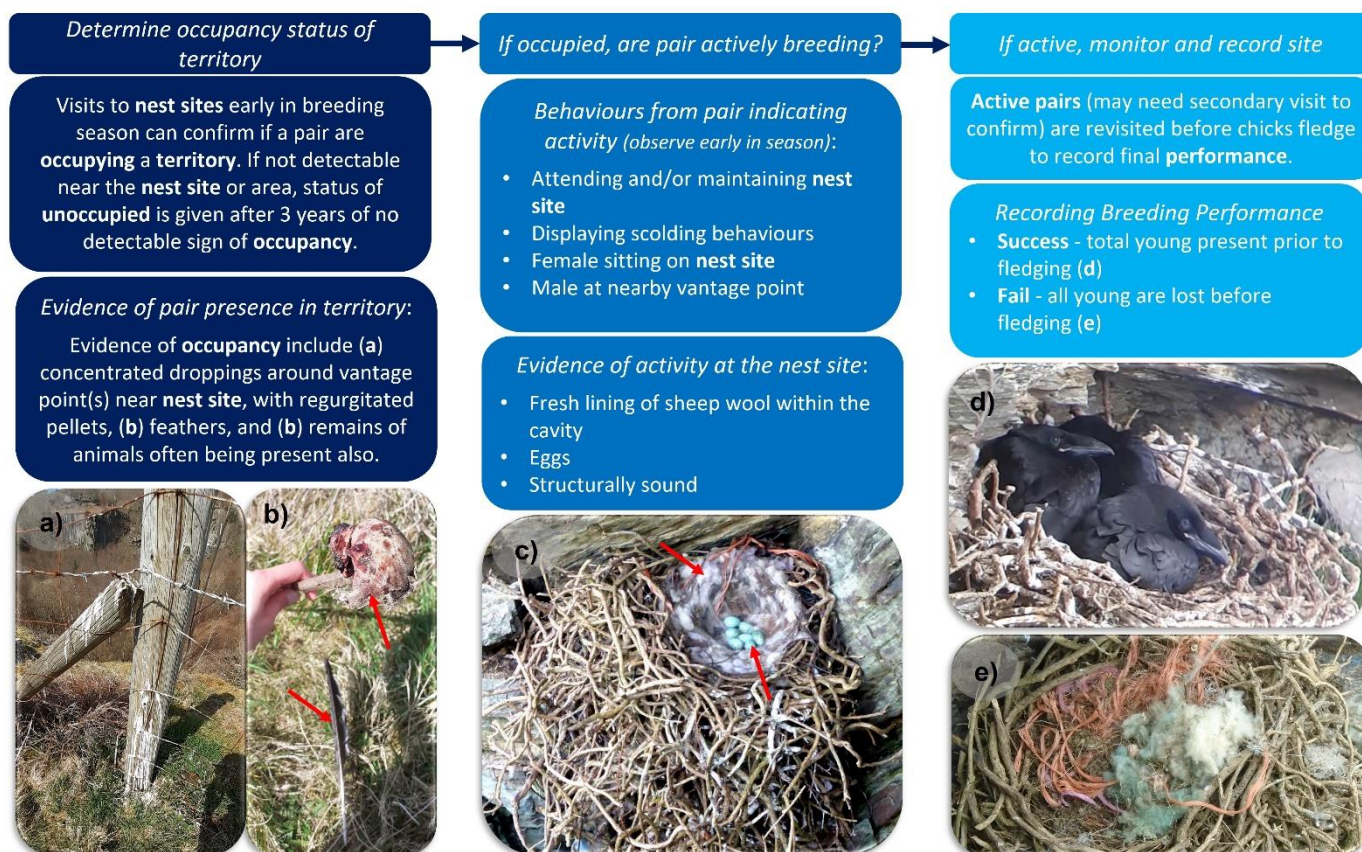 Determine occupancy status of
territory
Visits to nest sites early in breeding
season can confirm if a pair are
occupying a territory. If not detectable
near the nest site or area, status of
unoccupied is given after 3 years of no
detectable sign of occupancy.
Evidence of pair presence in territory:
Evidence of occupancy include (a)
concentrated droppings around vantage
point(s) near nest site, with regurgitated
pellets, (b) feathers, and (b) remains of
animals often being present also.
a)
b)
If occupied, are pair actively breeding?
Behaviours from pair indicating
activity (observe early in season):
• Attending and/or maintaining nest
site
• Displaying scolding behaviours
• Female sitting on nest site
• Male at nearby vantage point
Evidence of activity at the nest site:
• Fresh lining of sheep wool within the
cavity
• Eggs
• Structurally sound
c)
If active, monitor and record site
Active pairs (may need secondary visit to
confirm) are revisited before chicks fledge
to record final performance.
Recording Breeding Performance
• Success - total young present prior to
fledging (d)
• Fail - all young are lost before
fledging (e)
d)
e)